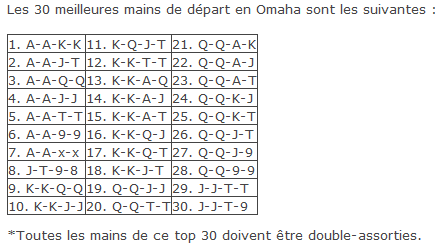 Les 30 meilleures mains de départ en Omaha sont les suivantes :
1. A-A-K-K 11. K-Q-J-T 21. Q-Q-A-K
2. A-A-J-T 12. K-K-T-T 22. Q-Q-A-J
3. A-A-Q-Q 13. K-K-A-Q 23. Q-Q-A-T
4. A-A-J-J 14. K-K-A-J 24. Q-Q-K-J
5. A-A-T-T 15. K-K-A-T 25. Q-Q-K-T
6. A-A-9-9 16. K-K-Q-J 26. Q-Q-J-T
7. A-A-x-x 17. K-K-Q-T 27. Q-Q-J-9
8. J-T-9-8 18. K-K-J-T 28. Q-Q-9-9
9. K-K-Q-Q 19. Q-Q-J-J 29. J-J-T-T
10. K-K-J-J 20. Q-Q-T-T 30. J-J-T-9
*Toutes les mains de ce top 30 doivent être double-assorties.